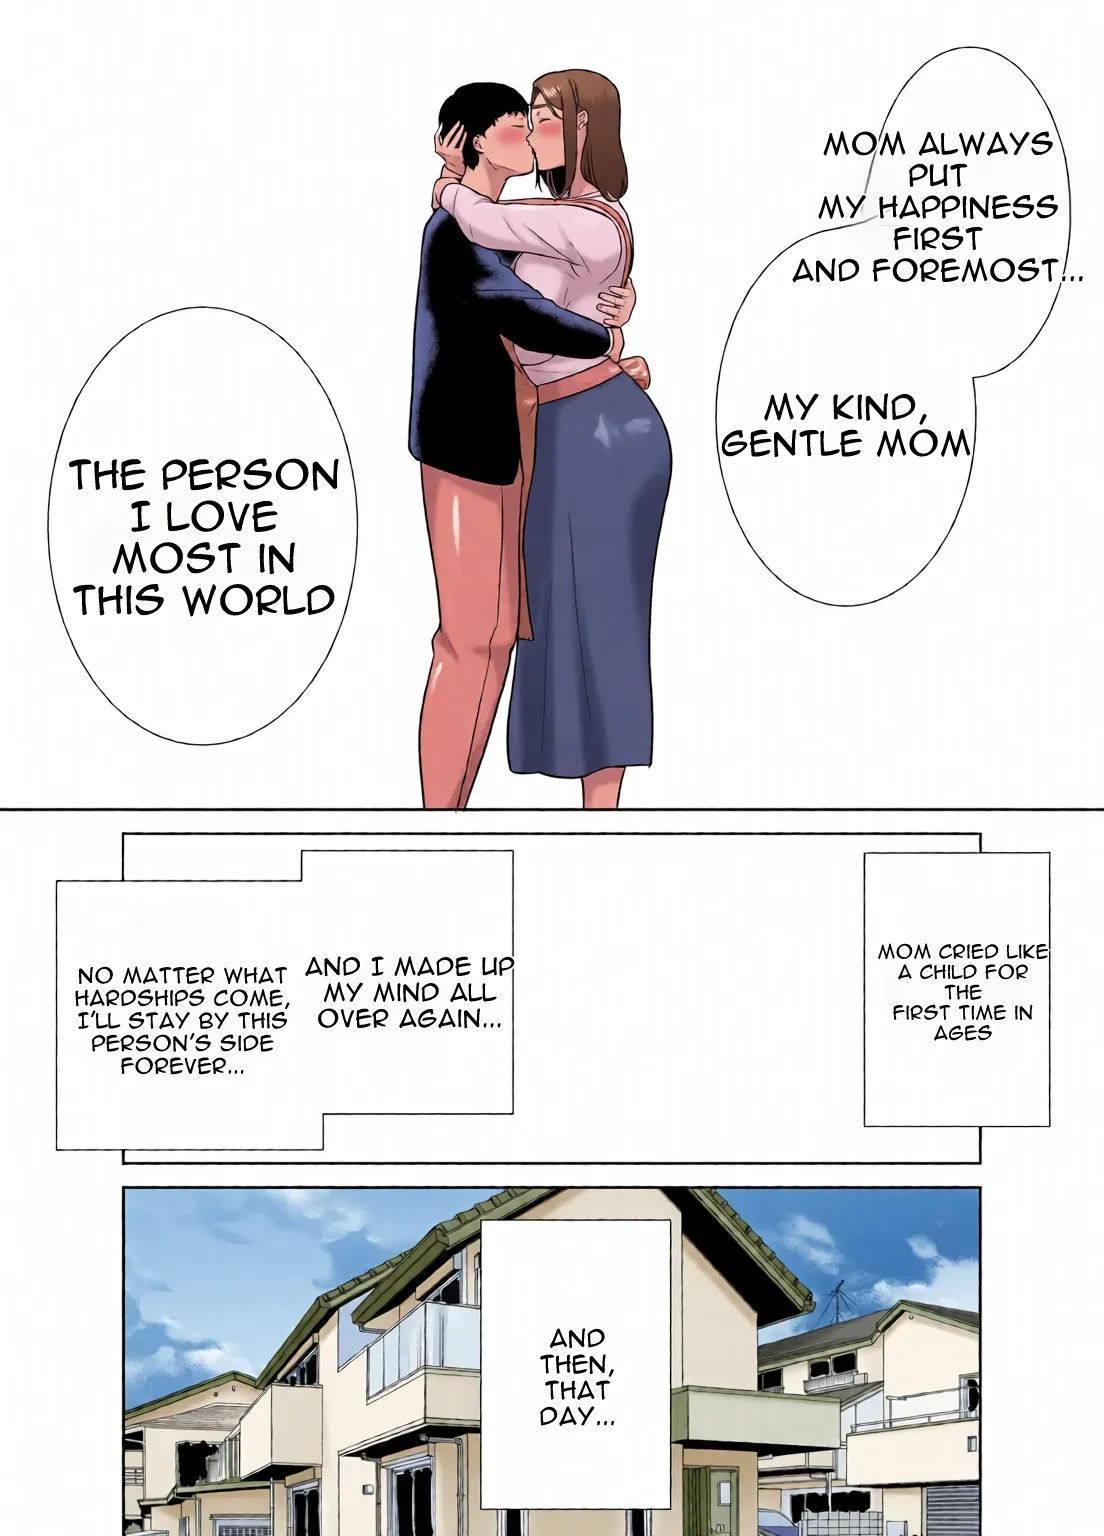 MOM ALWAYS
PUT
MY HAPPINESS
FIRST
AND FOREMOST...
MY KIND,
GENTLE MOM
THE PERSON
I LOVE
MOST IN
THIS WORLD
MOM CRIED LIKE
A CHILD FOR
THE
FIRST TIME IN
AGES
AND I MADE UP
MY MIND ALL
OVER AGAIN...
NO MATTER WHAT
HARDSHIPS COME,
I'LL STAY BY THIS
PERSON'S SIDE
FOREVER...
AND
THEN,
THAT
DAY...